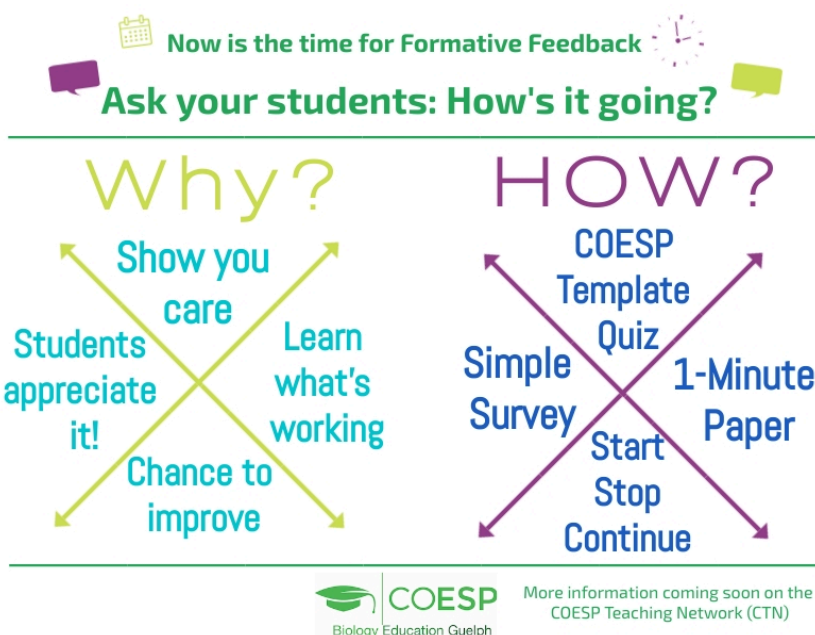 Now is the time for Formative Feedback
Ask your students: How's it going?
Why?
Show you
care
Students
appreciate
it!
Learn
what's
working
Chance to
improve
HOW?
COESP
Template
Quiz
Simple
Survey
1-Minute
Paper
Start
Stop
Continue
COESP
Biology Education Guelph
More information coming soon on the
COESP Teaching Network (CTN)